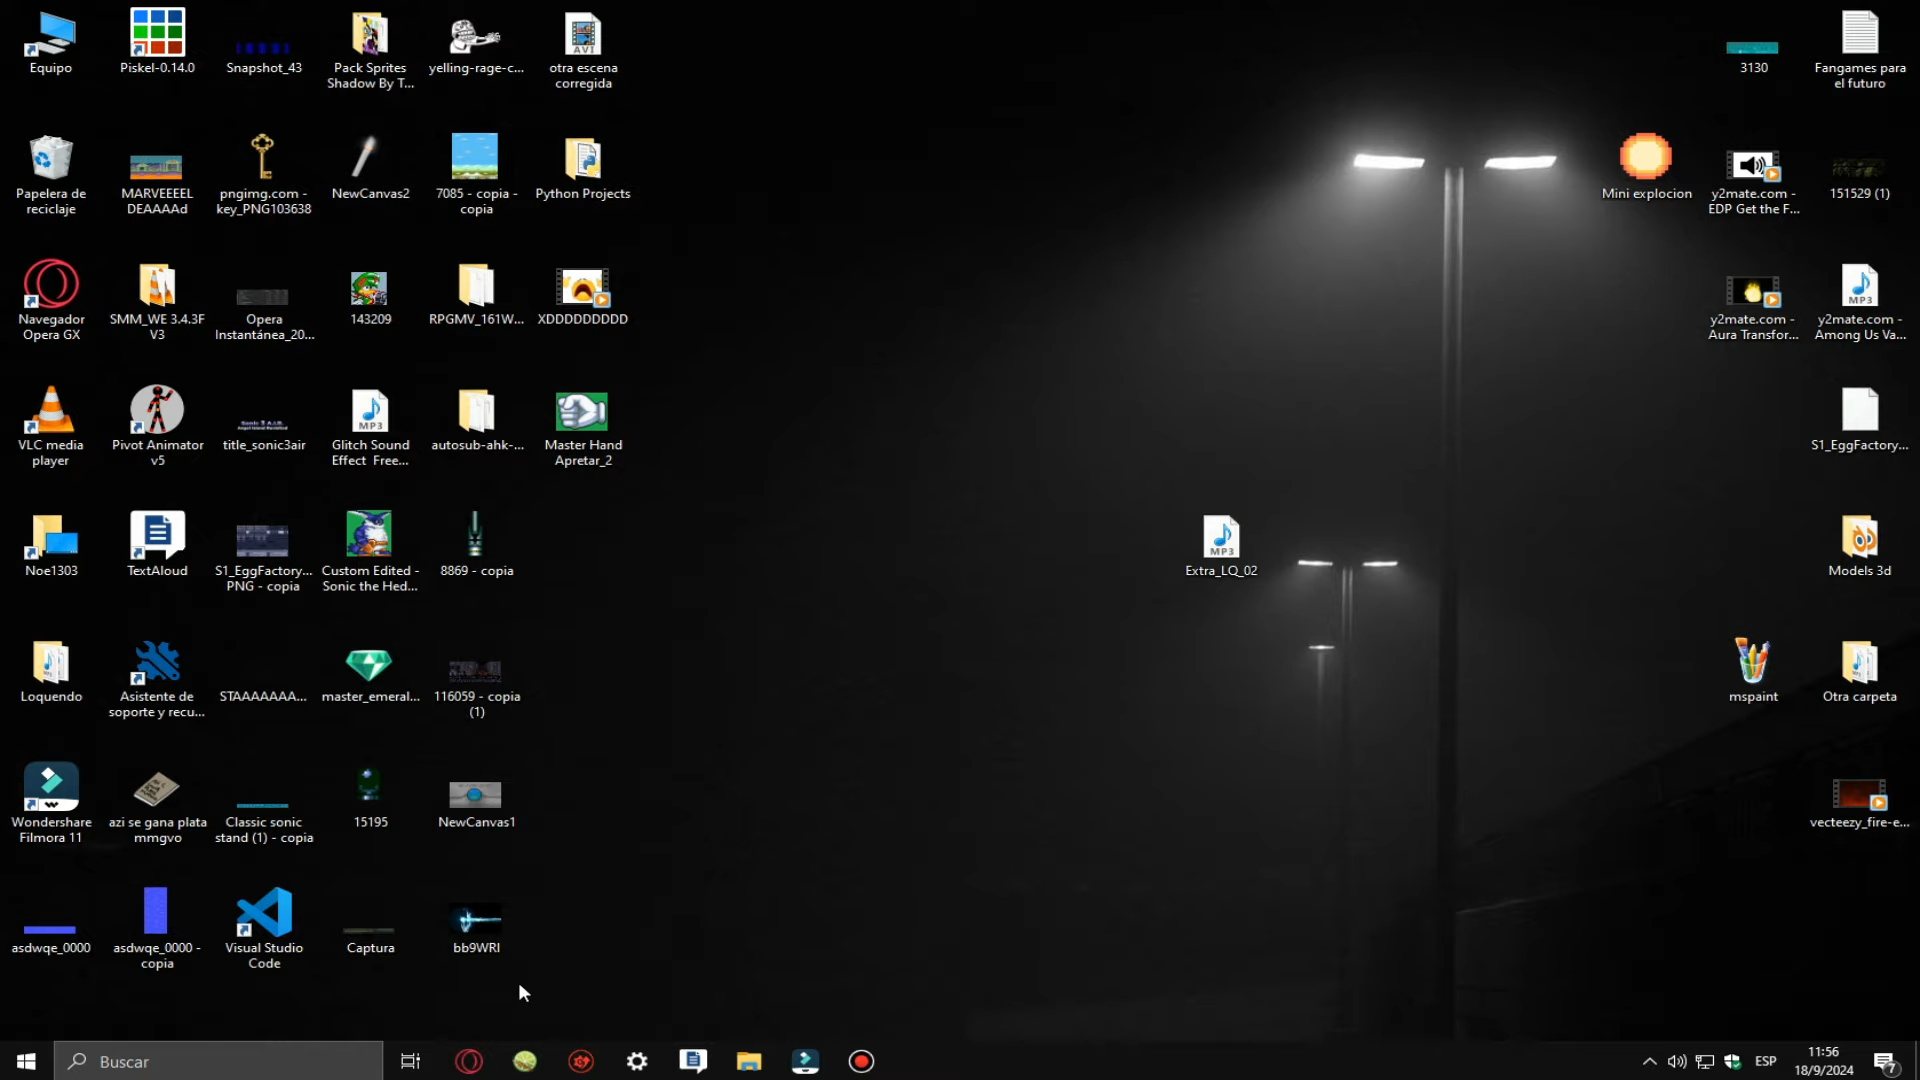 Equipo
Piskel-0.14.0
Snapshot_43
Pack Sprites
Shadow By T...
yelling-rage-c...
otra escena
corregida
3130
Fangames para
el futuro
Papelera de
reciclaje
MARVEEEEL
DEAAAAd
pngimg.com -
key_PNG103638
NewCanvas2
7085 - copia -
copia
Python Projects
Mini explocion
y2mate.com -
EDP Get the F...
151529 (1)
Navegador
Opera GX
SMM_WE 3.4.3F
V3
Opera
Instantánea_20...
143209
RPGMV_161W...
XDDDDDDDDD
y2mate.com -
Aura Transfor...
MP3
y2mate.com -
Among Us Va...
VLC media
player
Pivot Animator
v5
title_sonic3air
MP3
Glitch Sound
Effect  Free...
autosub-ahk-...
Master Hand
Apretar_2
S1_EggFactory...
Noe1303
TextAloud
S1_EggFactory...
PNG - copia
Custom Edited -
Sonic the Hed...
8869 - copia
MP3
Extra_LQ_02
Models 3d
Loquendo
Asistente de
soporte y recu...
STAAAAAAA...
master_emeral...
116059 - copia
(1)
mspaint
Otra carpeta
Wondershare
Filmora 11
azi se gana plata
mmgvo
Classic sonic
stand (1) - copia
15195
NewCanvas1
vecteezy_fire-e...
asdwqe_0000
asdwqe_0000 -
copia
Visual Studio
Code
Captura
bb9WRI
Buscar
ESP
11:56
18/9/2024
7
AVI